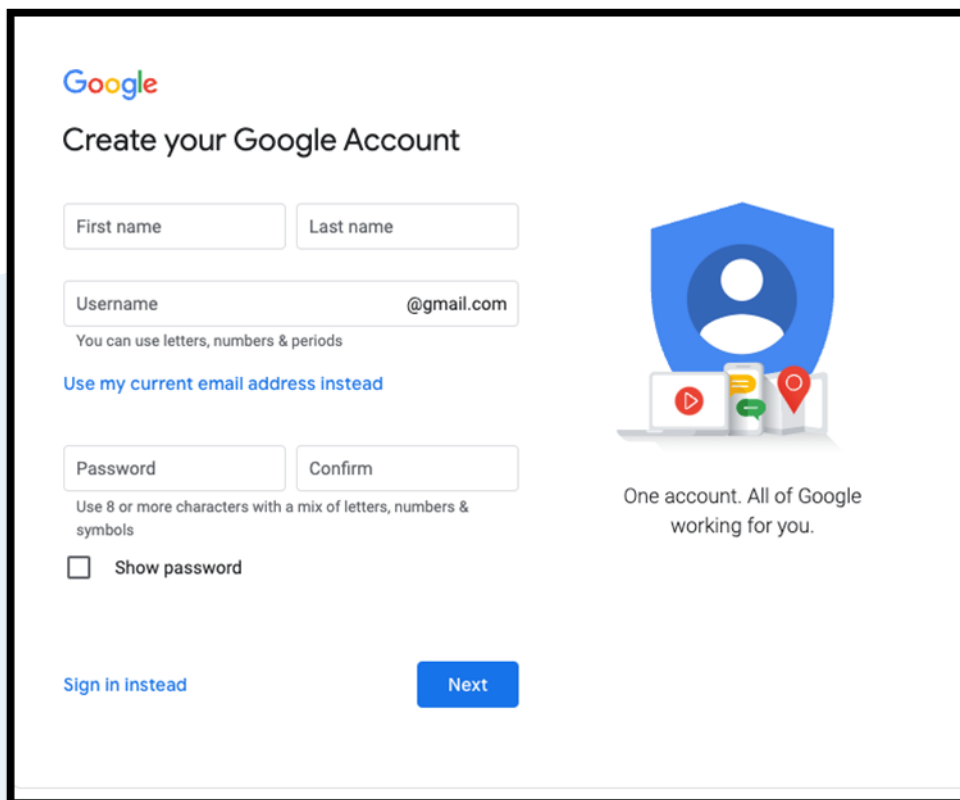 Google
Create your Google Account
First name Last name
Username @gmail.com
You can use letters, numbers & periods
Use my current email address instead
Password Confirm
Use 8 or more characters with a mix of letters, numbers &
symbols
Show password
Sign in instead Next
One account. All of Google
working for you.